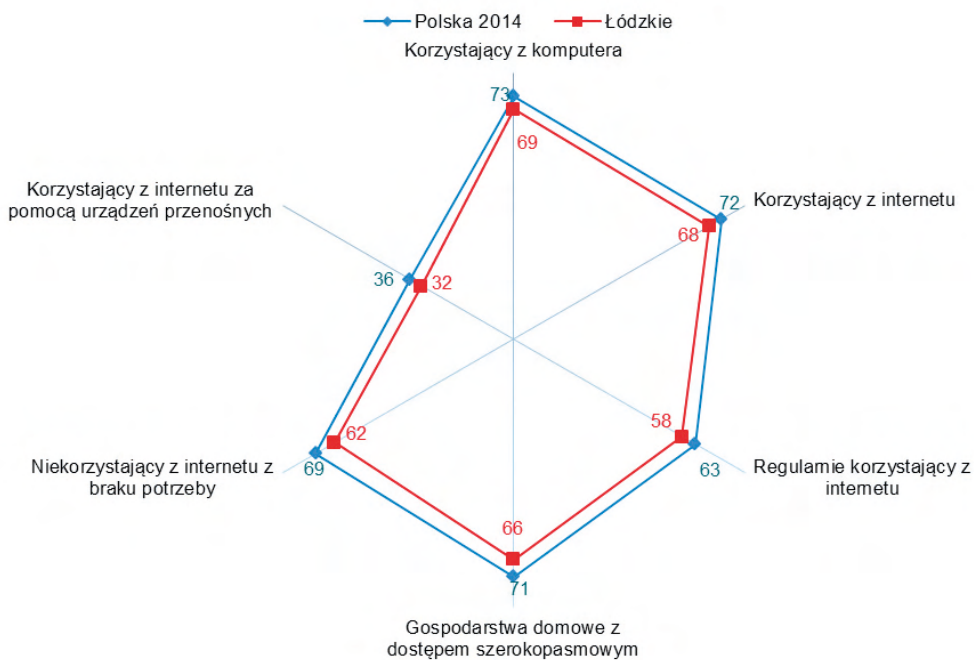 Polska 2014 Łódzkie
Korzystający z komputera
73
69
Korzystający z internetu za
pomocą urządzeń przenośnych
Korzystający z internetu
72
68
36
32
58
63
Regularnie korzystający z
internetu
62
69
Niekorzystający z internetu z
braku potrzeby
66
71
Gospodarstwa domowe z
dostępem szerokopasmowym